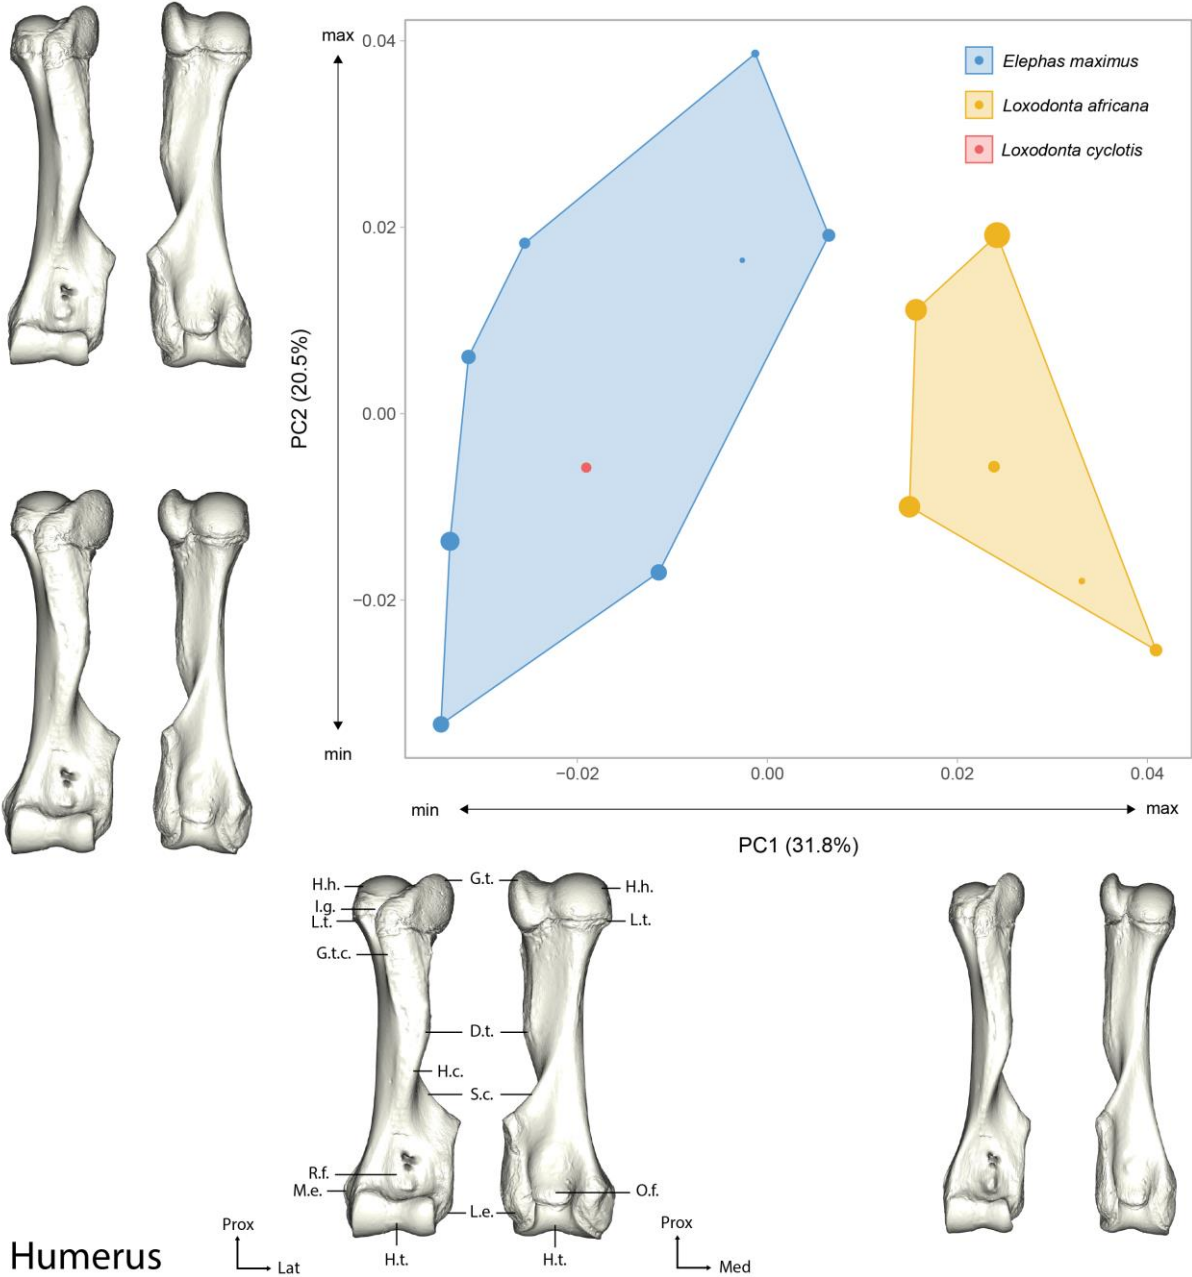 max
0.04
0.02
0.00
−0.02
min
PC2 (20.5%)
Elephas maximus
Loxodonta africana
Loxodonta cyclotis
−0.02
0.00
0.02
0.04
min
max
PC1 (31.8%)
H.h.
G.t.
H.h.
I.g.
L.t.
L.t.
G.t.c.
D.t.
H.c.
S.c.
R.f.
M.e.
O.f.
L.e.
H.t.
H.t.
Prox
Lat
Prox
Med
Humerus